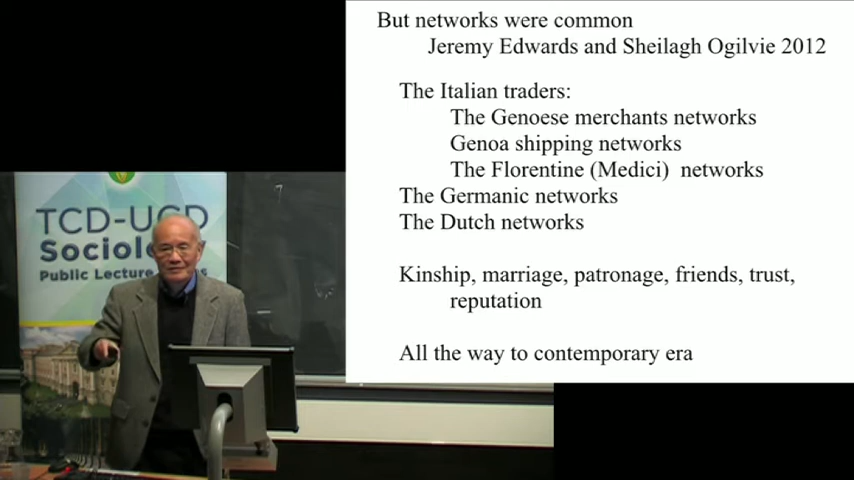 But networks were common
Jeremy Edwards and Sheilagh Ogilvie 2012
The Italian traders:
The Genoese merchants networks
Genoa shipping networks
The Florentine (Medici) networks
The Germanic networks
The Dutch networks
Kinship, marriage, patronage, friends, trust,
reputation
All the way to contemporary era
TCD-UCD
Public Lecture